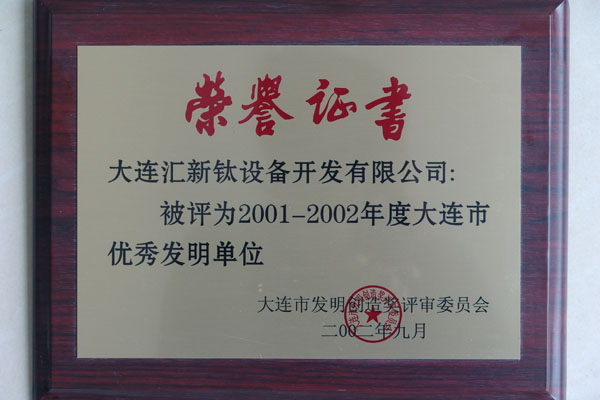 荣誉证书
大连汇新钛设备开发有限公司:
被评为2001-2002年度大连市
优秀发明单位
大连市发明创造奖评审委员会
二00二年九月